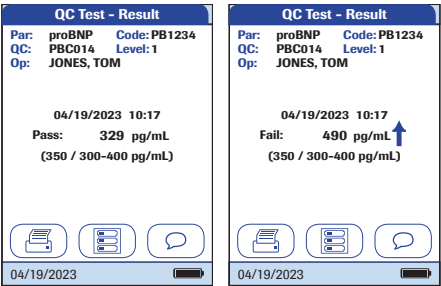 QC Test - Result
Par: proBNP Code: PB1234
QC: PBC014 Level: 1
Op: JONES, TOM
04/19/2023 10:17
Pass: 329 pg/mL
(350 / 300-400 pg/mL)
04/19/2023
QC Test - Result
Par: proBNP Code: PB1234
QC: PBC014 Level: 1
Op: JONES, TOM
04/19/2023 10:17
Fail: 490 pg/mL
(350 / 300-400 pg/mL)
04/19/2023